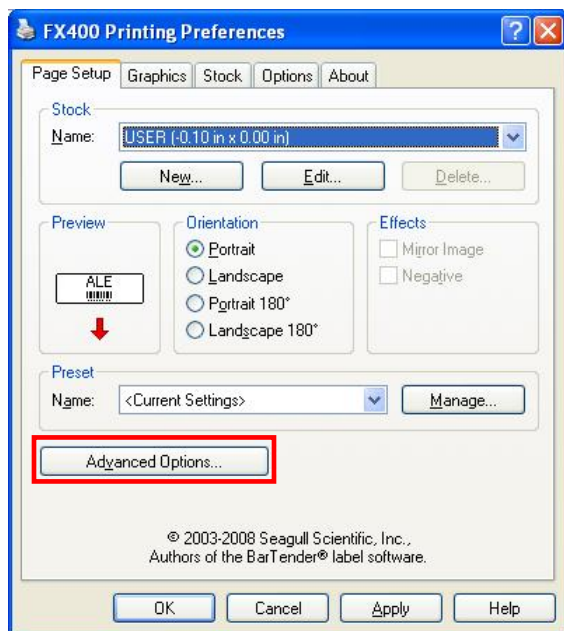 FX400 Printing Preferences
Page Setup Graphics Stock Options About
Stock
Name: USER (-0.10 in x 0.00 in)
New... Edit... Delete...
Preview
ALE
Orientation
Portrait
Landscape
Portrait 180°
Landscape 180°
Effects
Mirror Image
Negative
Preset
Name: <Current Settings> Manage...
Advanced Options...
© 2003-2008 Seagull Scientific, Inc.,
Authors of the BarTender® label software.
OK Cancel Apply Help